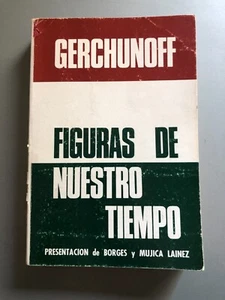 GERCHUNOFF
FIGURAS DE
NUESTRO
TIEMPO
PRESENTACION de BORGES y MUJICA LAINEZ